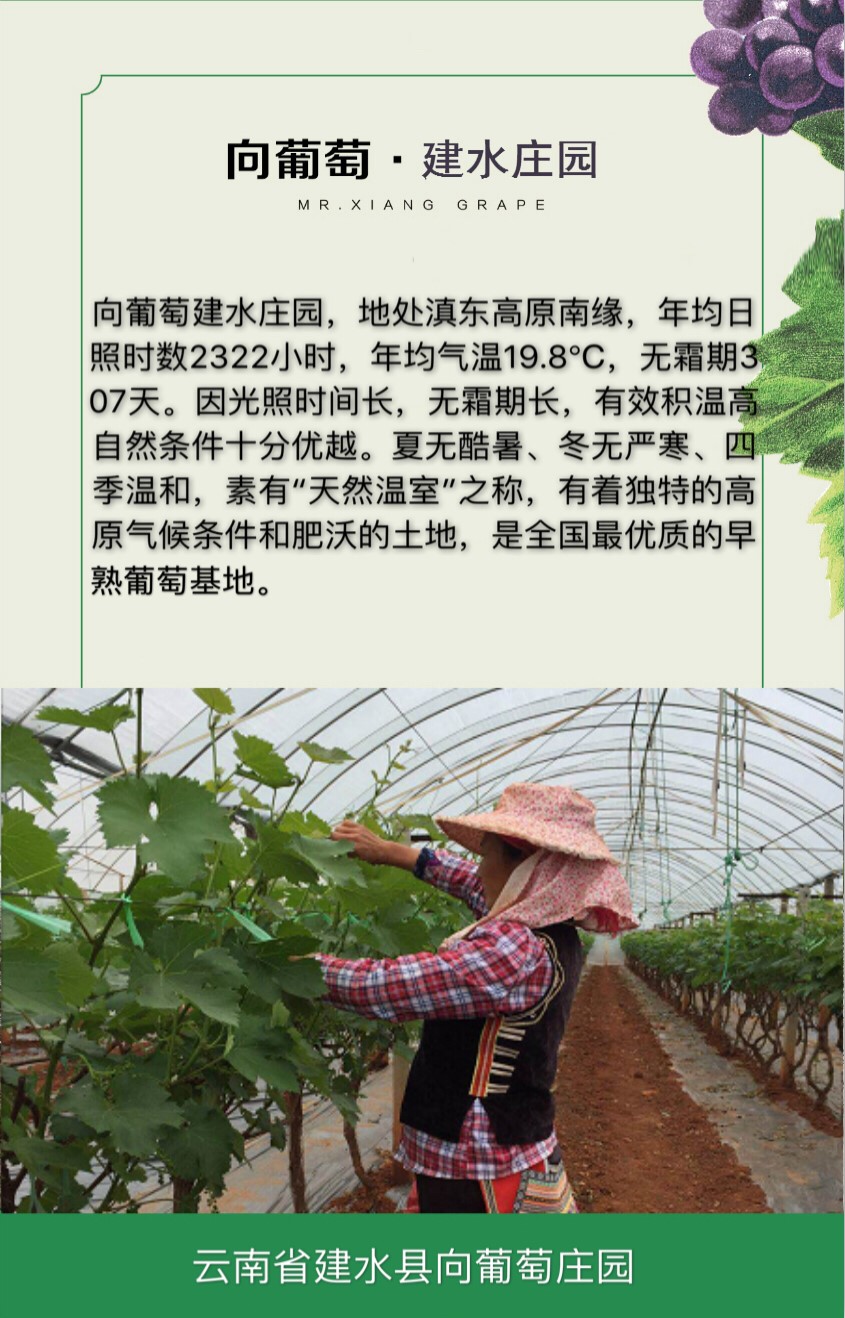 向葡萄·建水庄园
MR.XIANG GRAPE
向葡萄建水庄园，地处滇东高原南缘，年均日
照时数2322小时，年均气温19.8℃，无霜期3
07天。因光照时间长，无霜期长，有效积温高
自然条件十分优越。夏无酷暑、冬无严寒、四
季温和，素有“天然温室”之称，有着独特的高
原气候条件和肥沃的土地，是全国最优质的早
熟葡萄基地。
云南省建水县向葡萄庄园